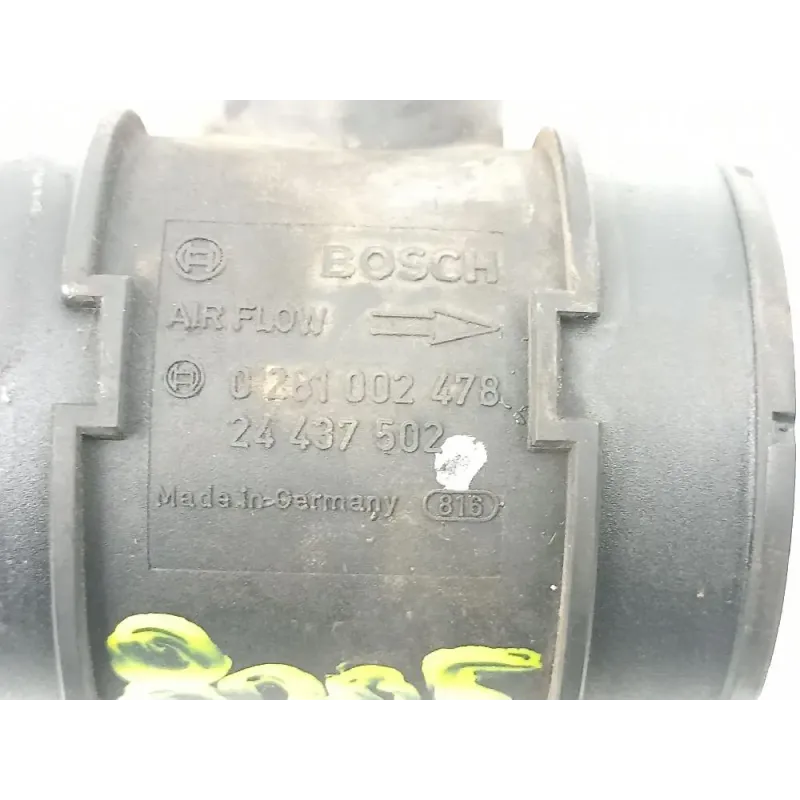 BOSCH
AIR FLOW
0 281 002 478
24 437 502
Made in Germany 816